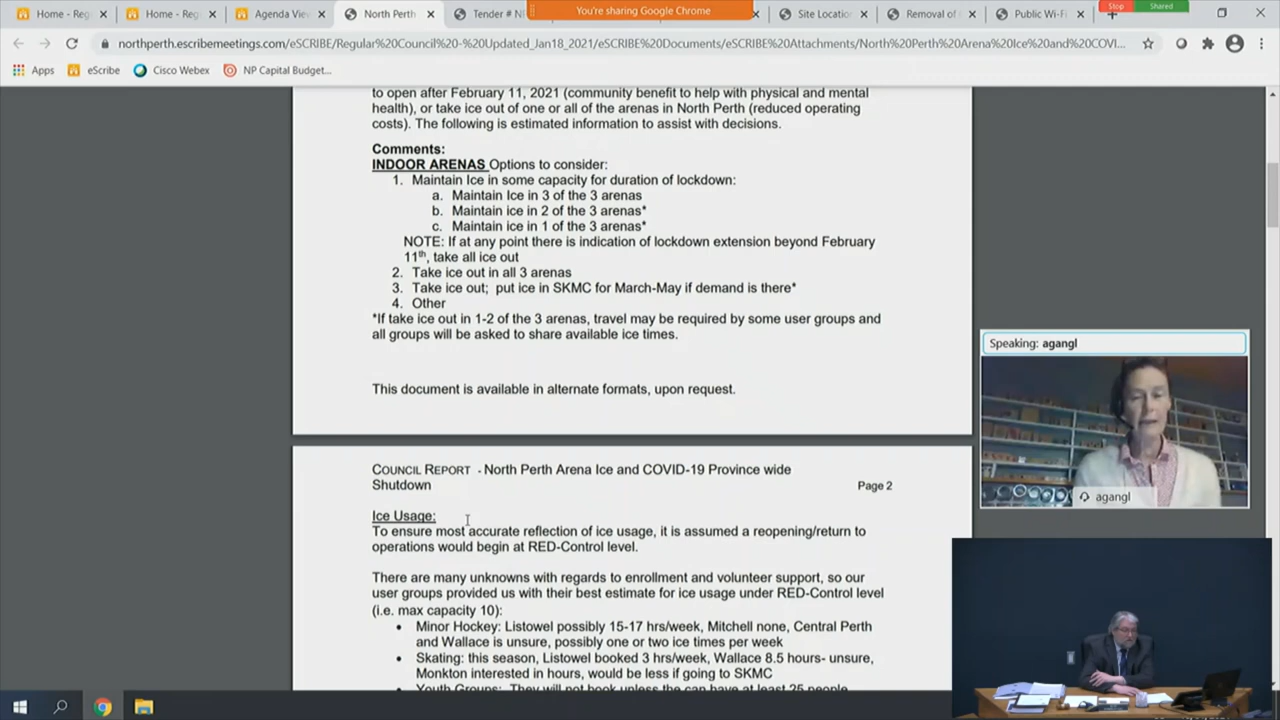 Home - Reg
Home - Reg
Agenda Viev
North Perth
Tender # N
You're sharing Google Chrome
Site Locatio
Removal of
Public Wi-Fi
Stop
Shared
northperth.escribemeetings.com/eSCRIBE/Regular%20Council%20-%20Updated_Jan18_2021/eSCRIBE%20Documents/eSCRIBE%20Attachments/North%20Perth%20Arena%20Ice%20and%20COVI...
Apps
eScribe
Cisco Webex
NP Capital Budget...
to open after February 11, 2021 (community benefit to help with physical and mental
health), or take ice out of one or all of the arenas in North Perth (reduced operating
costs). The following is estimated information to assist with decisions.
Comments:
INDOOR ARENAS Options to consider:
1. Maintain Ice in some capacity for duration of lockdown:
a. Maintain Ice in 3 of the 3 arenas
b. Maintain ice in 2 of the 3 arenas*
c. Maintain ice in 1 of the 3 arenas*
NOTE: If at any point there is indication of lockdown extension beyond February
11th, take all ice out
2. Take ice out in all 3 arenas
3. Take ice out; put ice in SKMC for March-May if demand is there*
4. Other
*If take ice out in 1-2 of the 3 arenas, travel may be required by some user groups and
all groups will be asked to share available ice times.
This document is available in alternate formats, upon request.
COUNCIL REPORT - North Perth Arena Ice and COVID-19 Province wide
Shutdown
Page 2
Ice Usage:
To ensure most accurate reflection of ice usage, it is assumed a reopening/return to
operations would begin at RED-Control level.
There are many unknowns with regards to enrollment and volunteer support, so our
user groups provided us with their best estimate for ice usage under RED-Control level
(i.e. max capacity 10):
• Minor Hockey: Listowel possibly 15-17 hrs/week, Mitchell none, Central Perth
and Wallace is unsure, possibly one or two ice times per week
• Skating: this season, Listowel booked 3 hrs/week, Wallace 8.5 hours- unsure,
Monkton interested in hours, would be less if going to SKMC
• Youth Groups: They will not book unless the can have at least 25 people
Speaking: agangl
agangl